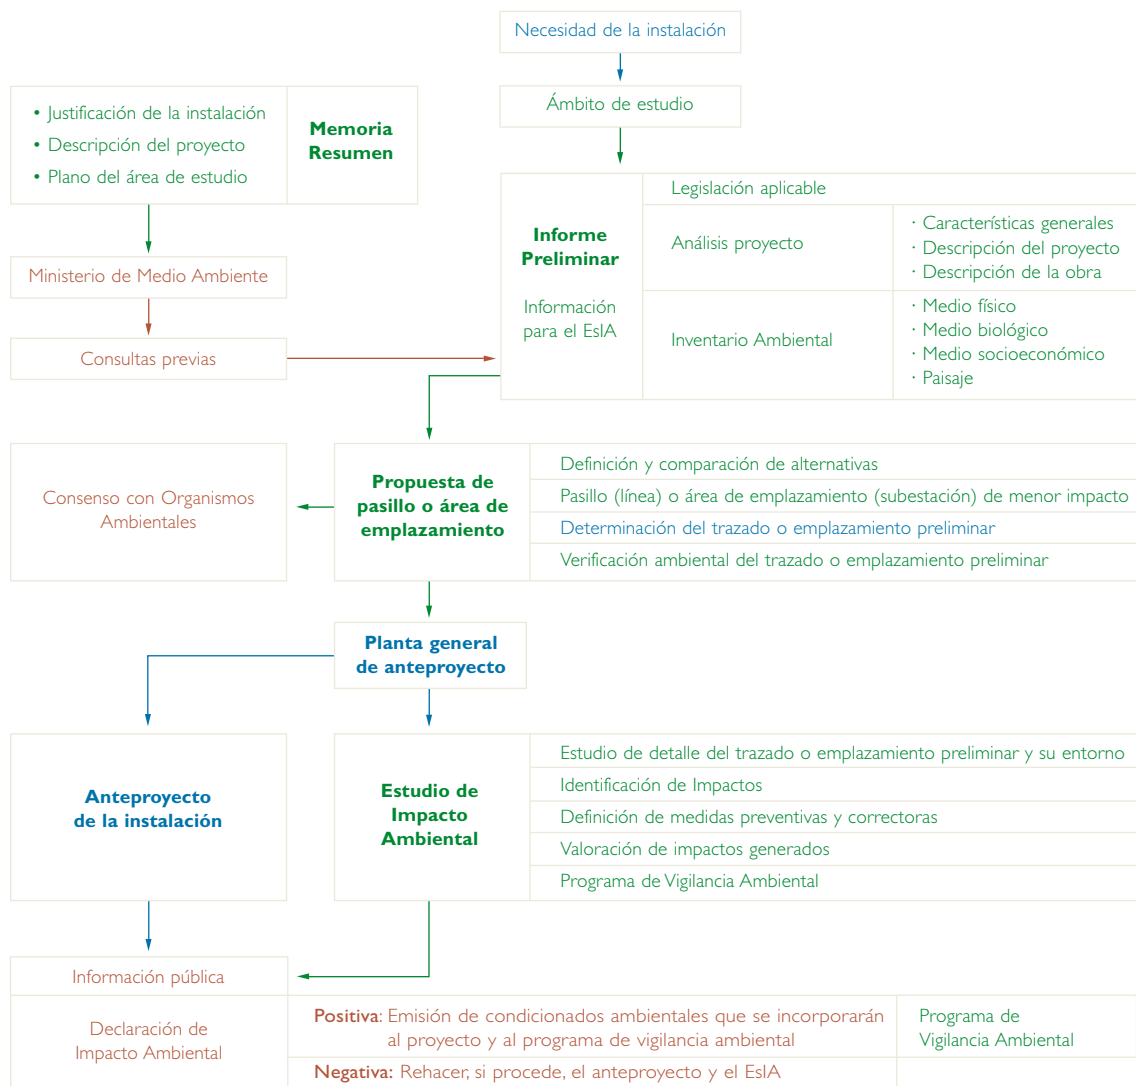 Necesidad de la instalación
Ámbito de estudio
• Justificación de la instalación
• Descripción del proyecto
• Plano del área de estudio
Memoria
Resumen
Ministerio de Medio Ambiente
Consultas previas
Informe
Preliminar
Información
para el EsIA
Legislación aplicable
Análisis proyecto
· Características generales
· Descripción del proyecto
· Descripción de la obra
Inventario Ambiental
· Medio físico
· Medio biológico
· Medio socioeconómico
· Paisaje
Consenso con Organismos
Ambientales
Propuesta de
pasillo o área de
emplazamiento
Definición y comparación de alternativas
Pasillo (línea) o área de emplazamiento (subestación) de menor impacto
Determinación del trazado o emplazamiento preliminar
Verificación ambiental del trazado o emplazamiento preliminar
Planta general
de anteproyecto
Anteproyecto
de la instalación
Estudio de
Impacto
Ambiental
Estudio de detalle del trazado o emplazamiento preliminar y su entorno
Identificación de Impactos
Definición de medidas preventivas y correctoras
Valoración de impactos generados
Programa de Vigilancia Ambiental
Información pública
Declaración de
Impacto Ambiental
Positiva: Emisión de condicionados ambientales que se incorporarán
al proyecto y al programa de vigilancia ambiental
Programa de
Vigilancia Ambiental
Negativa: Rehacer, si procede, el anteproyecto y el EsIA